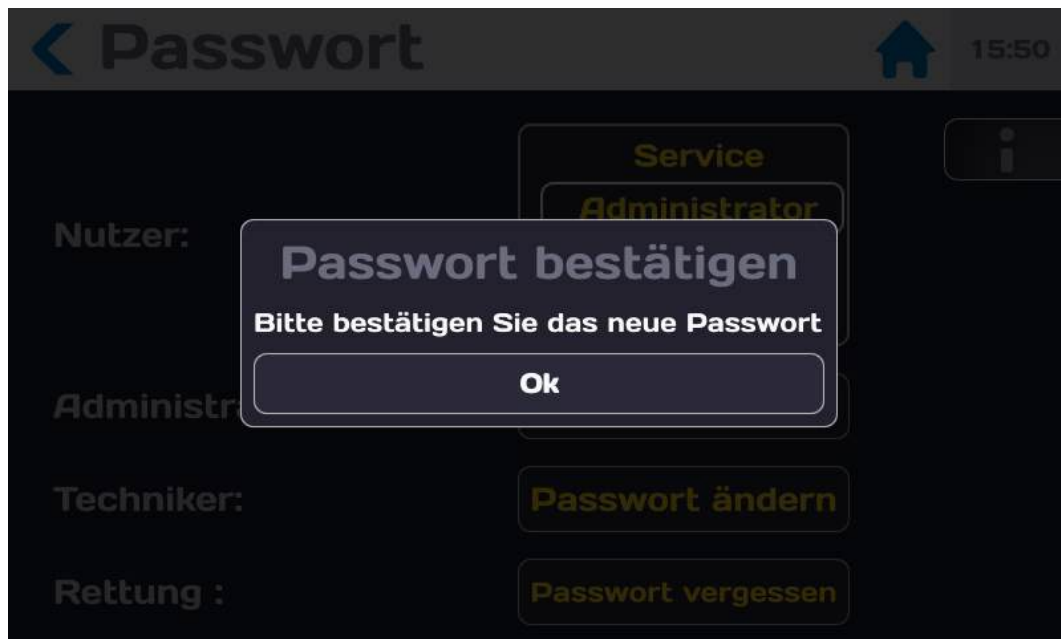 Passwort
15:50
Service
Administrator
Nutzer:
Passwort bestätigen
Bitte bestätigen Sie das neue Passwort
Ok
Administra
Techniker:
Passwort ändern
Rettung :
Passwort vergessen